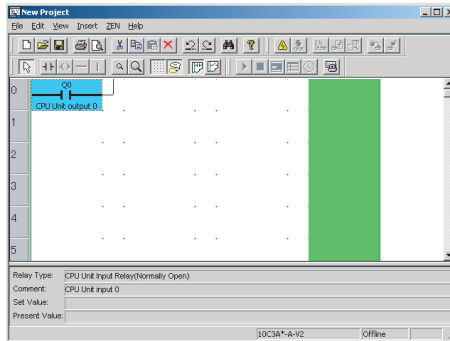 New Project
File Edit View Insert ZEN Help
0
Q0
CPU Unit output 0
1
2
3
4
5
Relay Type: CPU Unit Input Relay(Normally Open)
Comment: CPU Unit input 0
Set Value:
Present Value:
10C3A*-A-V2 Offline